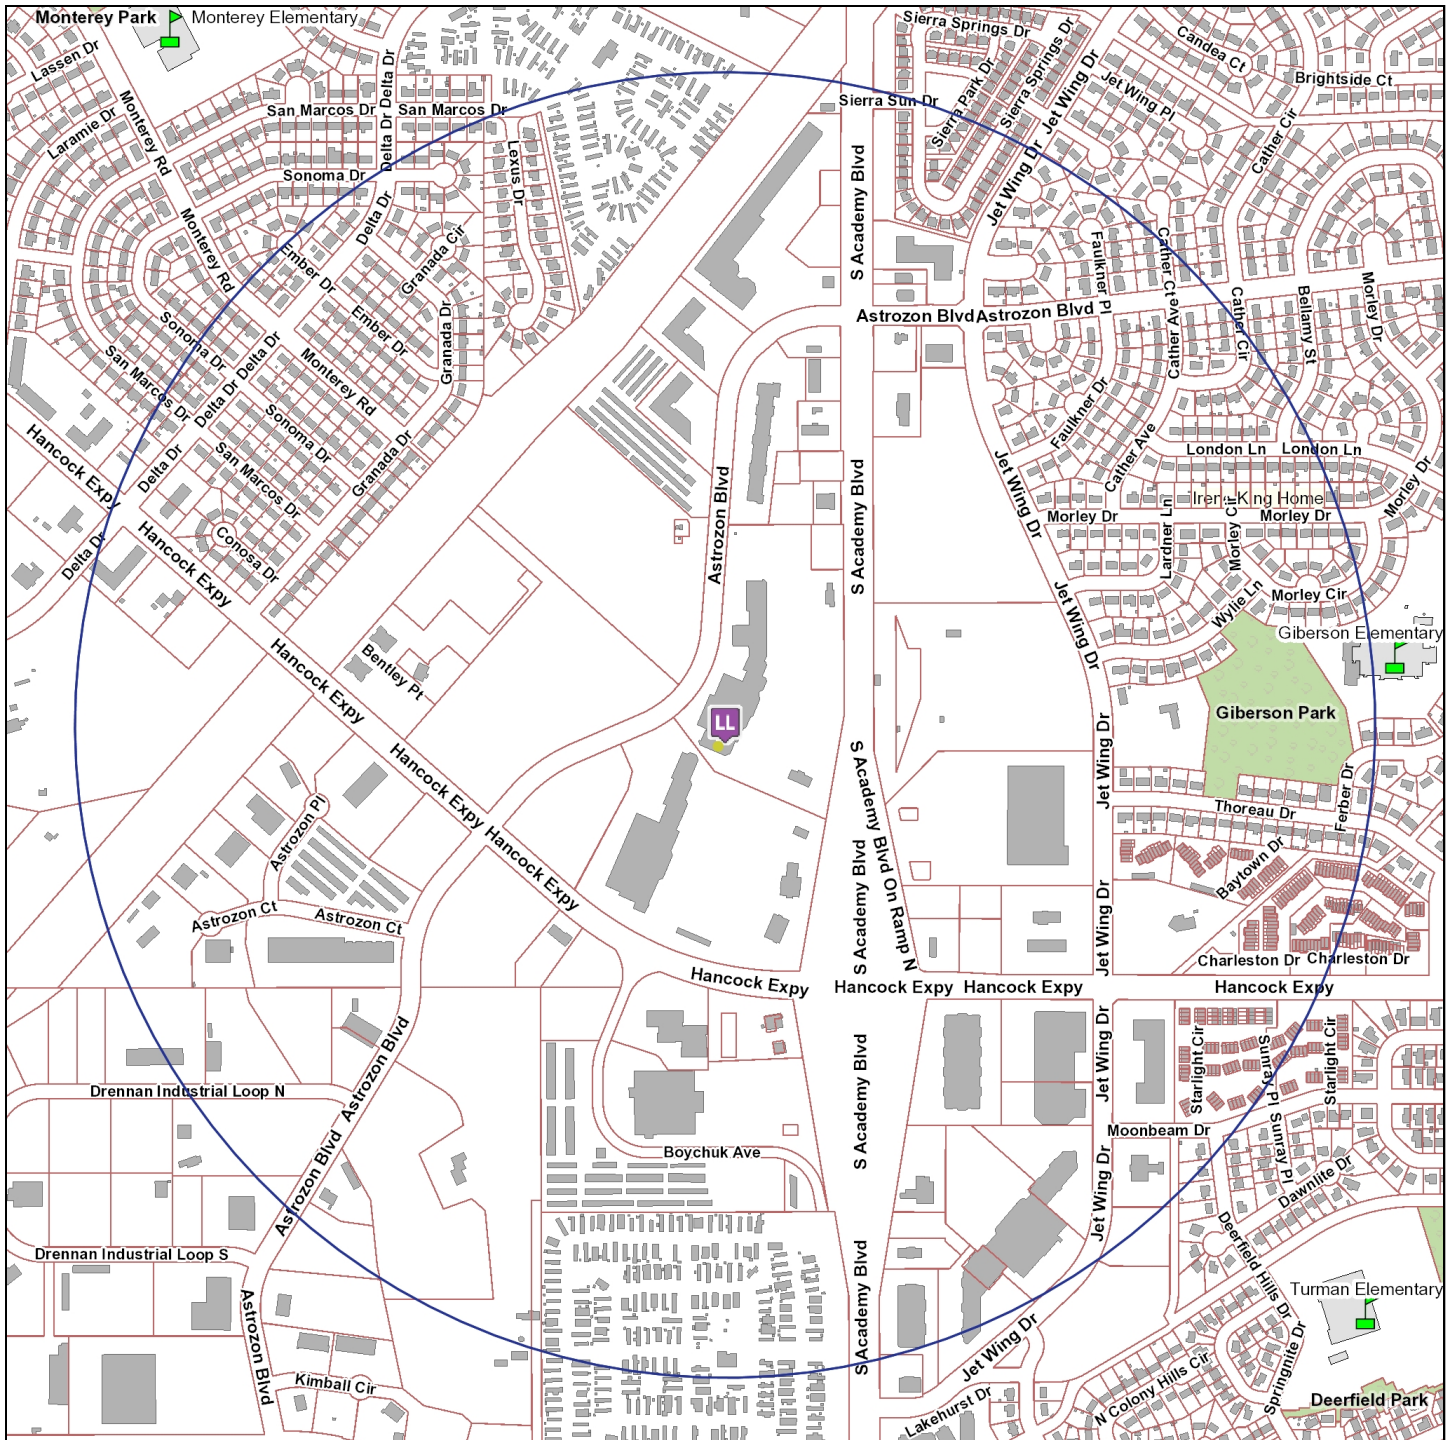 Monterey Park
Monterey Elementary
Lassen Dr
Laramie Dr
Monterey Rd
San Marcos Dr
Delta Dr
Delta Dr
San Marcos Dr
Sonoma Dr
Lexus Dr
Delta Dr
Monterey Rd
Ember Dr
Granada Cir
Ember Dr
Granada Dr
Sonoma Dr
Delta Dr
San Marcos Dr
Delta Dr
Monterey Rd
Sonoma Dr
San Marcos Dr
Granada Dr
Delta Dr
Hancock Expy
Conosa Dr
Hancock Expy
Delta Dr
Sierra Springs Dr
Sierra Springs Dr
Sierra Park Dr
Sierra Sun Dr
Jet Wing Dr
Jet Wing Pl
Candea Ct
Brightside Ct
Cather Cir
Jet Wing Dr
S Academy Blvd
Faulkner Pl
Cather Ct
Astrozon Blvd
Astrozon Blvd
Cather Ave
Cather Cir
Bellamy St
Morley Dr
Faulkner Dr
Cather Ave
London Ln
London Ln
Irene King Home
Morley Dr
Jet Wing Dr
Morley Dr
Lardner Ln
Morley Cir
Morley Dr
Astrozon Blvd
S Academy Blvd
Morley Cir
Wylie Ln
Jet Wing Dr
Giberson Elementary
Hancock Expy
Bentley Pt
Giberson Park
LL
Jet Wing Dr
Hancock Expy
Hancock Expy
S Academy Blvd On Ramp N
Astrozon Pl
Thoreau Dr
Ferber Dr
Baytown Dr
Astrozon Ct
Astrozon Ct
S Academy Blvd
Jet Wing Dr
Charleston Dr
Charleston Dr
Hancock Expy
Hancock Expy
Hancock Expy
Hancock Expy
Astrozon Blvd
S Academy Blvd
Jet Wing Dr
Starlight Cir
Sunray Pl
Starlight Cir
Drennan Industrial Loop N
Moonbeam Dr
Boychuk Ave
Jet Wing Dr
Sunray Pl
Dawnlite Dr
Astrozon Blvd
Drennan Industrial Loop S
S Academy Blvd
Deerfield Hills Dr
Turman Elementary
Astrozon Blvd
Jet Wing Dr
Springnite Dr
Kimball Cir
N Colony Hills Cir
Lakehurst Dr
Deerfield Park